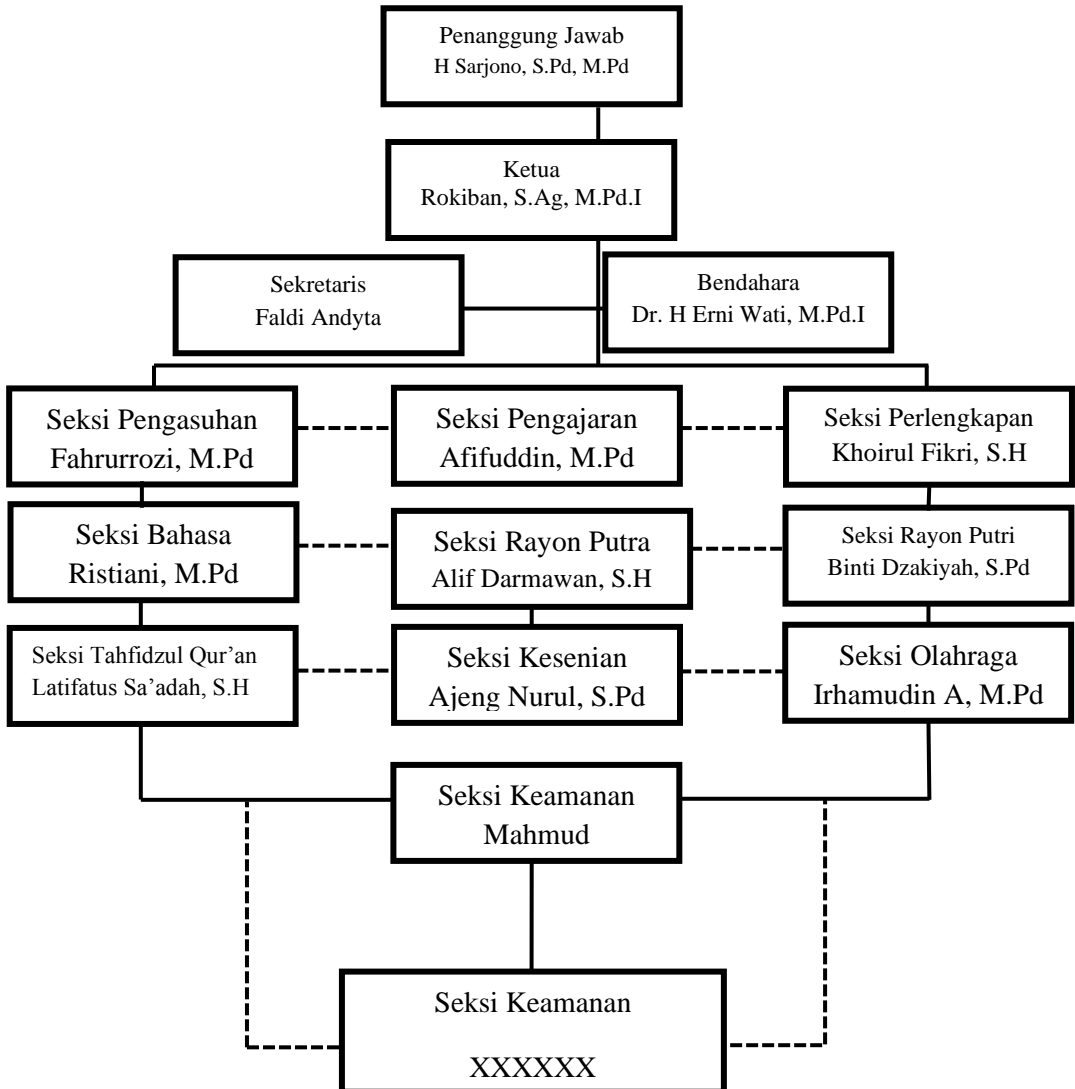 Penanggung Jawab
H Sarjono, S.Pd, M.Pd
Ketua
Rokiban, S.Ag, M.Pd.I
Sekretaris
Faldi Andyta
Bendahara
Dr. H Erni Wati, M.Pd.I
Seksi Pengasuhan
Fahrurrozi, M.Pd
Seksi Pengajaran
Afifuddin, M.Pd
Seksi Perlengkapan
Khoirul Fikri, S.H
Seksi Bahasa
Ristiani, M.Pd
Seksi Rayon Putra
Alif Darmawan, S.H
Seksi Rayon Putri
Binti Dzakiyah, S.Pd
Seksi Tahfidzul Qur’an
Latifatus Sa’adah, S.H
Seksi Kesenian
Ajeng Nurul, S.Pd
Seksi Olahraga
Irhamudin A, M.Pd
Seksi Keamanan
Mahmud
Seksi Keamanan
XXXXXX